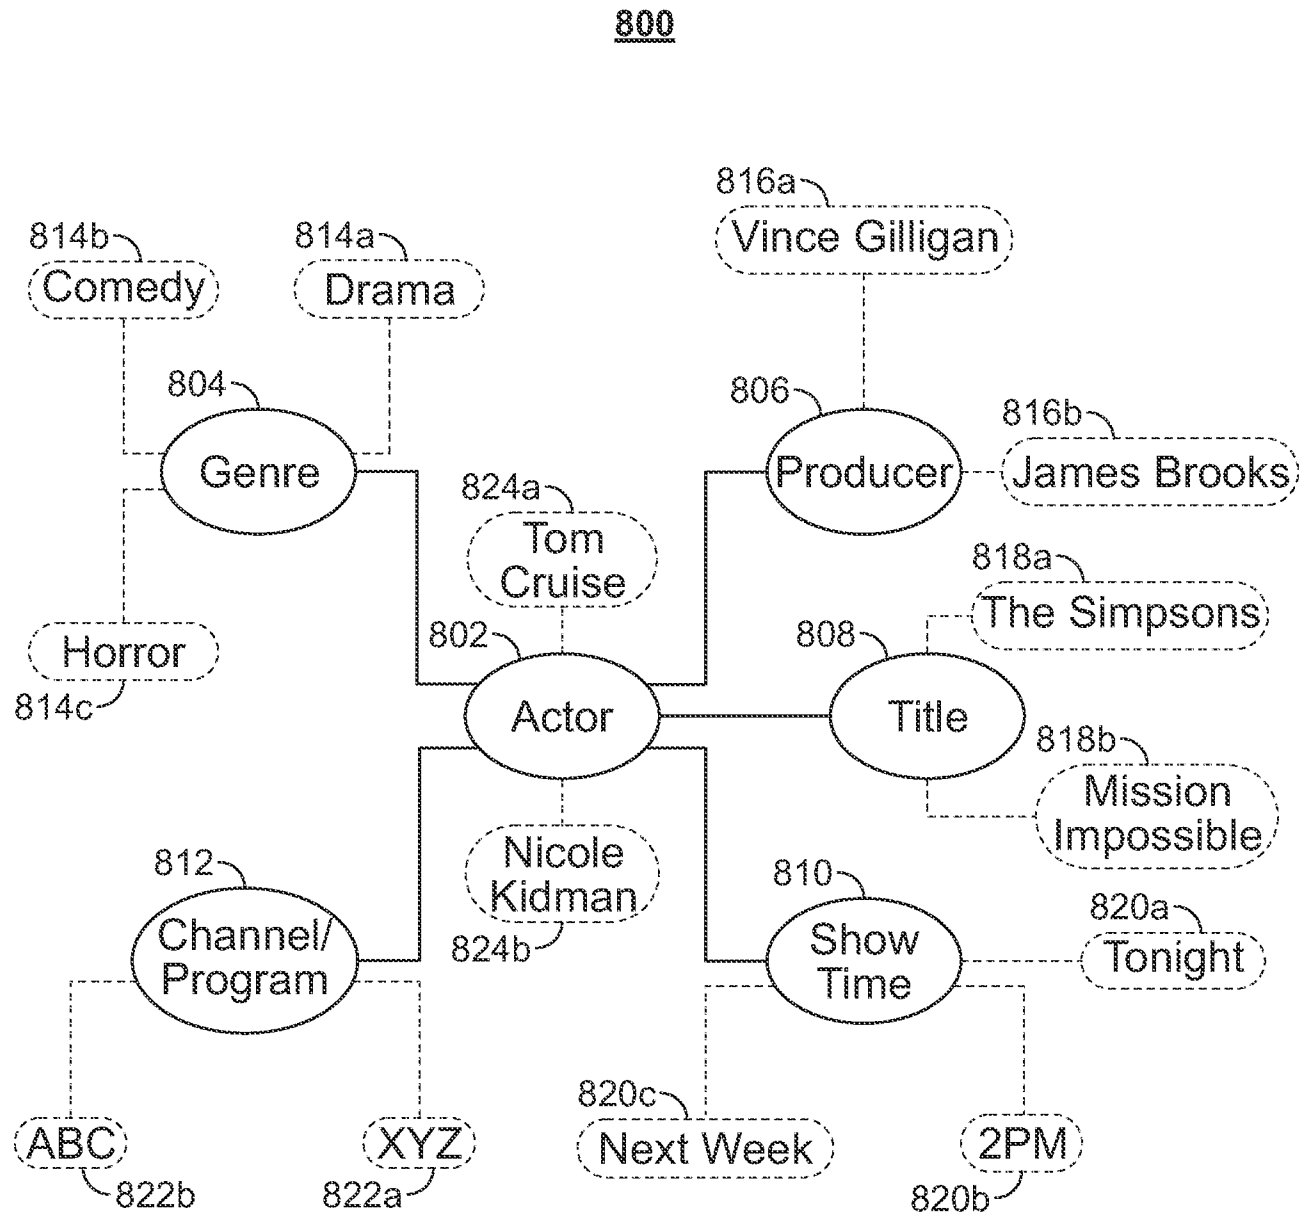 800
816a
Vince Gilligan
814b
Comedy
814a
Drama
804
Genre
806
Producer
816b
James Brooks
824a
Tom
Cruise
818a
The Simpsons
802
Actor
808
Title
Horror
814c
818b
Mission
Impossible
Nicole
Kidman
824b
812
Channel/
Program
810
Show
Time
820a
Tonight
820c
Next Week
2PM
820b
ABC
822b
XYZ
822a